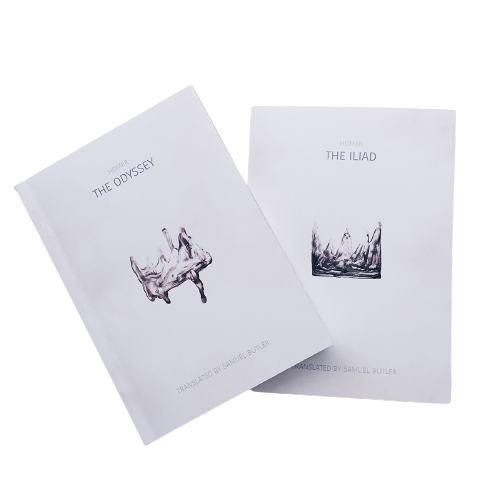 HOMER
THE ODYSSEY
TRANSLATED BY SAMUEL BUTLER
HOMER
THE ILIAD
TRANSLATED BY SAMUEL BUTLER